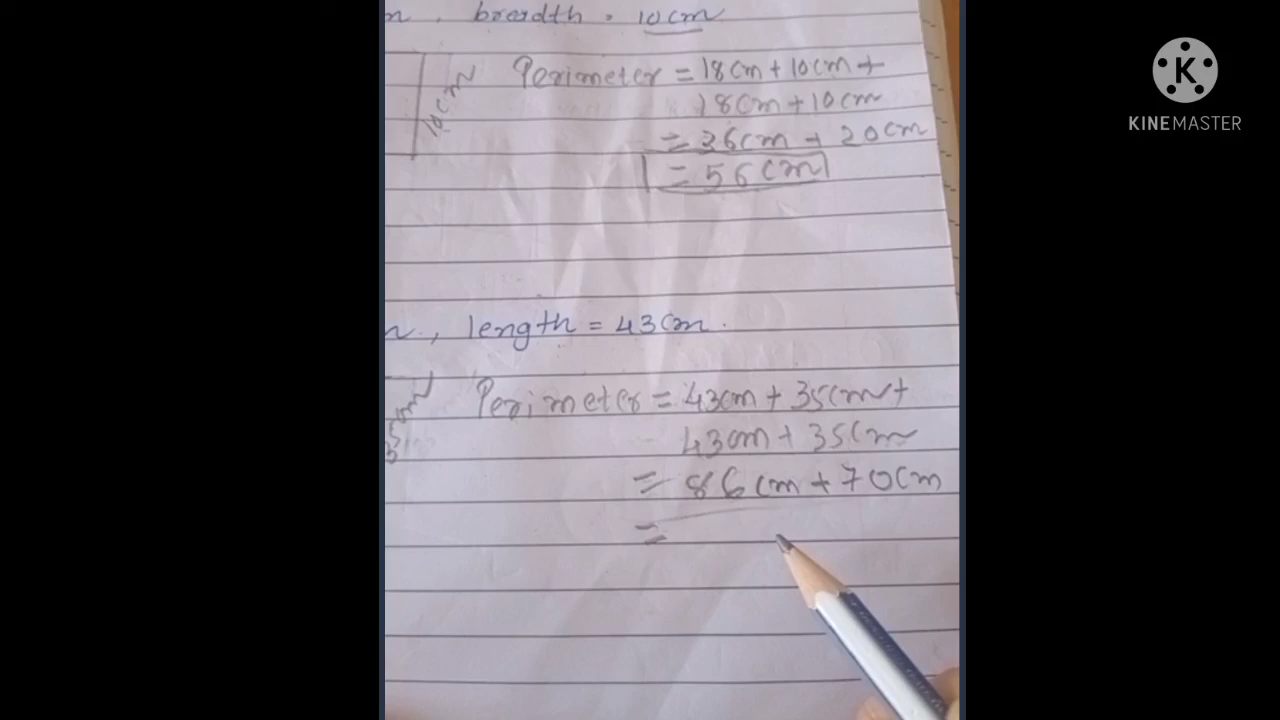 n, breadth = 10cm
10cm
Perimeter = 18cm + 10cm +
18cm + 10cm
= 36cm + 20cm
= 56cm
n, length = 43cm.
35cm
Perimeter = 43cm + 35cm +
43cm + 35cm
= 86cm + 70cm
=
K
KINEMASTER